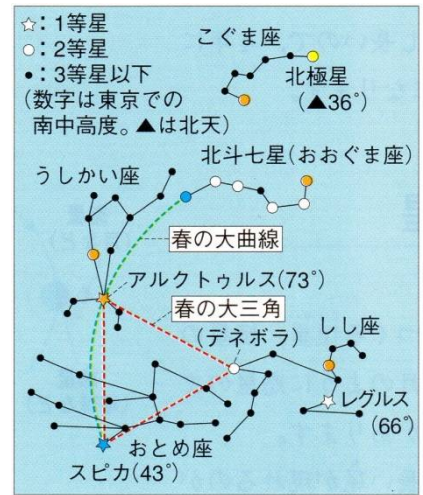 ☆：1等星
○：2等星
●：3等星以下
(数字は東京での
南中高度。▲は北天)
こぐま座
北極星
(▲36°)
北斗七星(おおぐま座)
うしかい座
春の大曲線
アルクトゥルス(73°)
春の大三角
(デネボラ)
しし座
レグルス
(66°)
おとめ座
スピカ(43°)